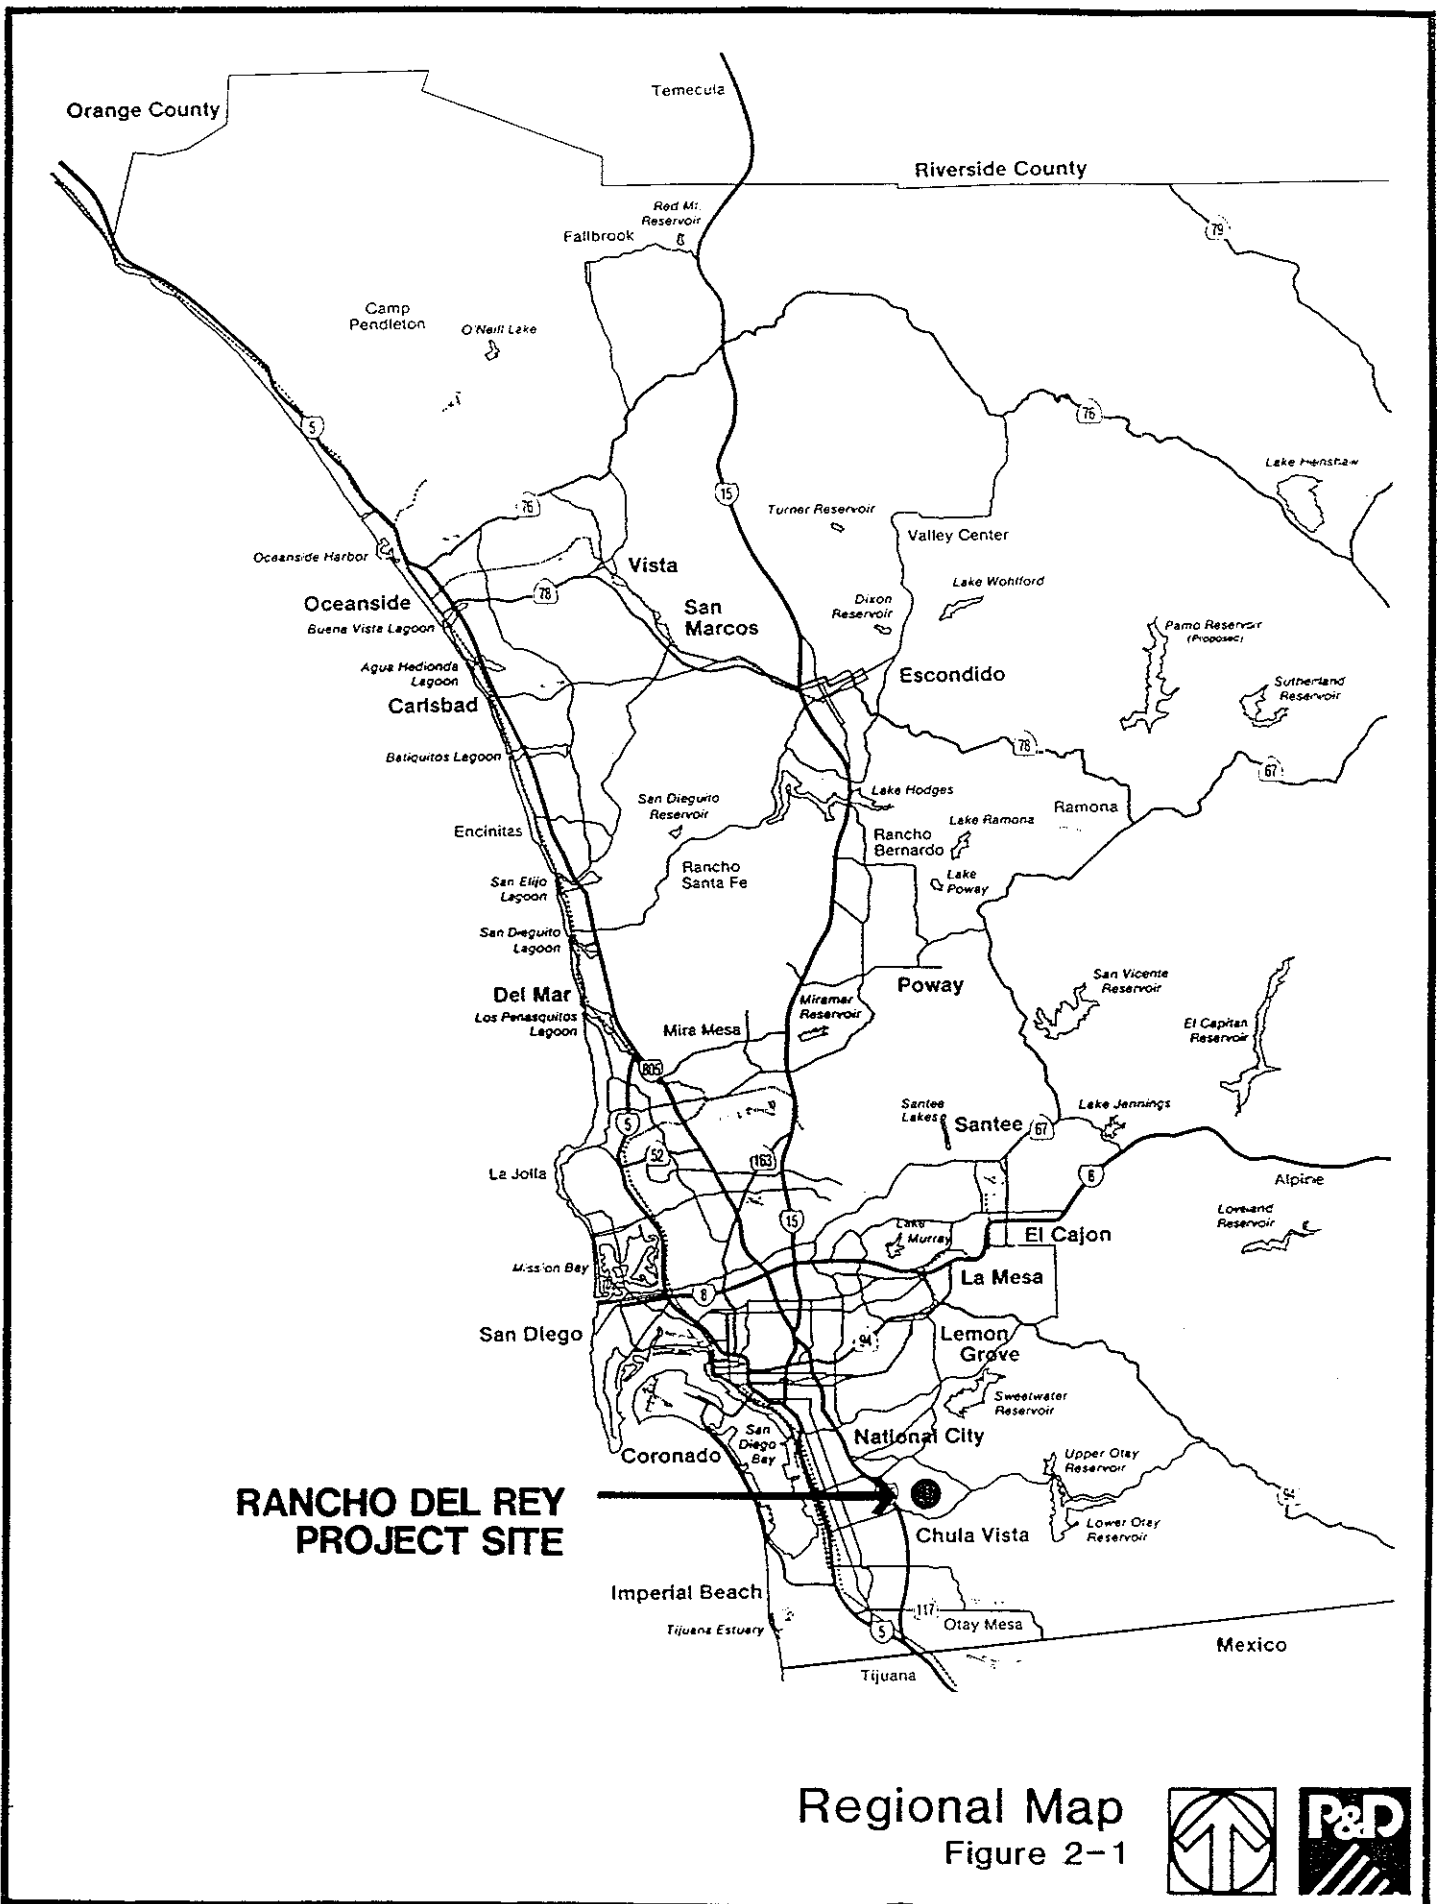 Temecula
Orange County
Riverside County
Red Mt.
Reservoir
79
Fallbrook
Camp
Pendleton
O'Neill Lake
76
5
Lake Henshaw
15
76
Turner Reservoir
Valley Center
Oceanside Harbor
Vista
Lake Wohlford
78
Dixon
Reservoir
Oceanside
San
Marcos
Buena Vista Lagoon
Pamo Reservoir
(Proposed)
Agua Hedionda
Lagoon
Escondido
Sutherland
Reservoir
Carlsbad
78
Batiquitos Lagoon
67
Lake Hodges
San Dieguito
Reservoir
Ramona
Encinitas
Lake Ramona
Rancho
Bernardo
Rancho
Santa Fe
Lake
Poway
San Elijo
Lagoon
San Dieguito
Lagoon
San Vicente
Reservoir
Poway
Del Mar
Miramar
Reservoir
Los Penasquitos
Lagoon
El Capitan
Reservoir
Mira Mesa
805
Santee
Lakes
Lake Jennings
5
Santee
67
52
163
La Jolla
6
Alpine
15
Loveland
Reservoir
Lake
Murray
El Cajon
Mission Bay
La Mesa
8
San Diego
94
Lemon
Grove
Sweetwater
Reservoir
San
Diego
Bay
National City
Coronado
Upper Otay
Reservoir
RANCHO DEL REY
PROJECT SITE
94
Lower Otay
Reservoir
Chula Vista
Imperial Beach
117
Otay Mesa
Tijuana Estuary
5
Mexico
Tijuana
Regional Map
Figure 2-1
P&D